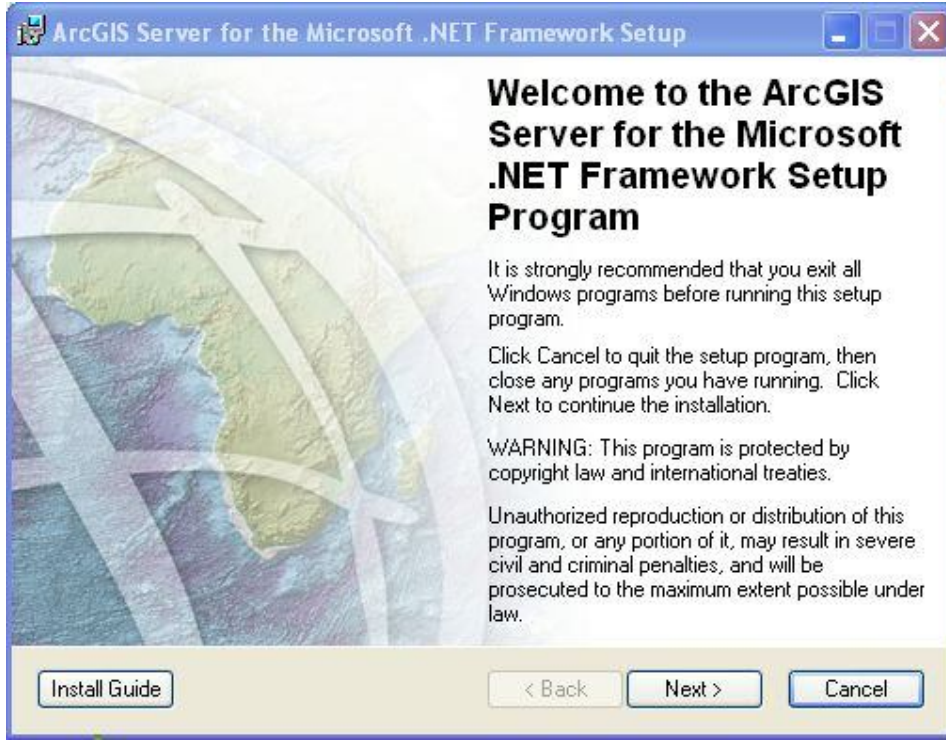 ArcGIS Server for the Microsoft .NET Framework Setup
Welcome to the ArcGIS
Server for the Microsoft
.NET Framework Setup
Program
It is strongly recommended that you exit all
Windows programs before running this setup
program.
Click Cancel to quit the setup program, then
close any programs you have running.  Click
Next to continue the installation.
WARNING: This program is protected by
copyright law and international treaties.
Unauthorized reproduction or distribution of this
program, or any portion of it, may result in severe
civil and criminal penalties, and will be
prosecuted to the maximum extent possible under
law.
Install Guide
< Back
Next >
Cancel